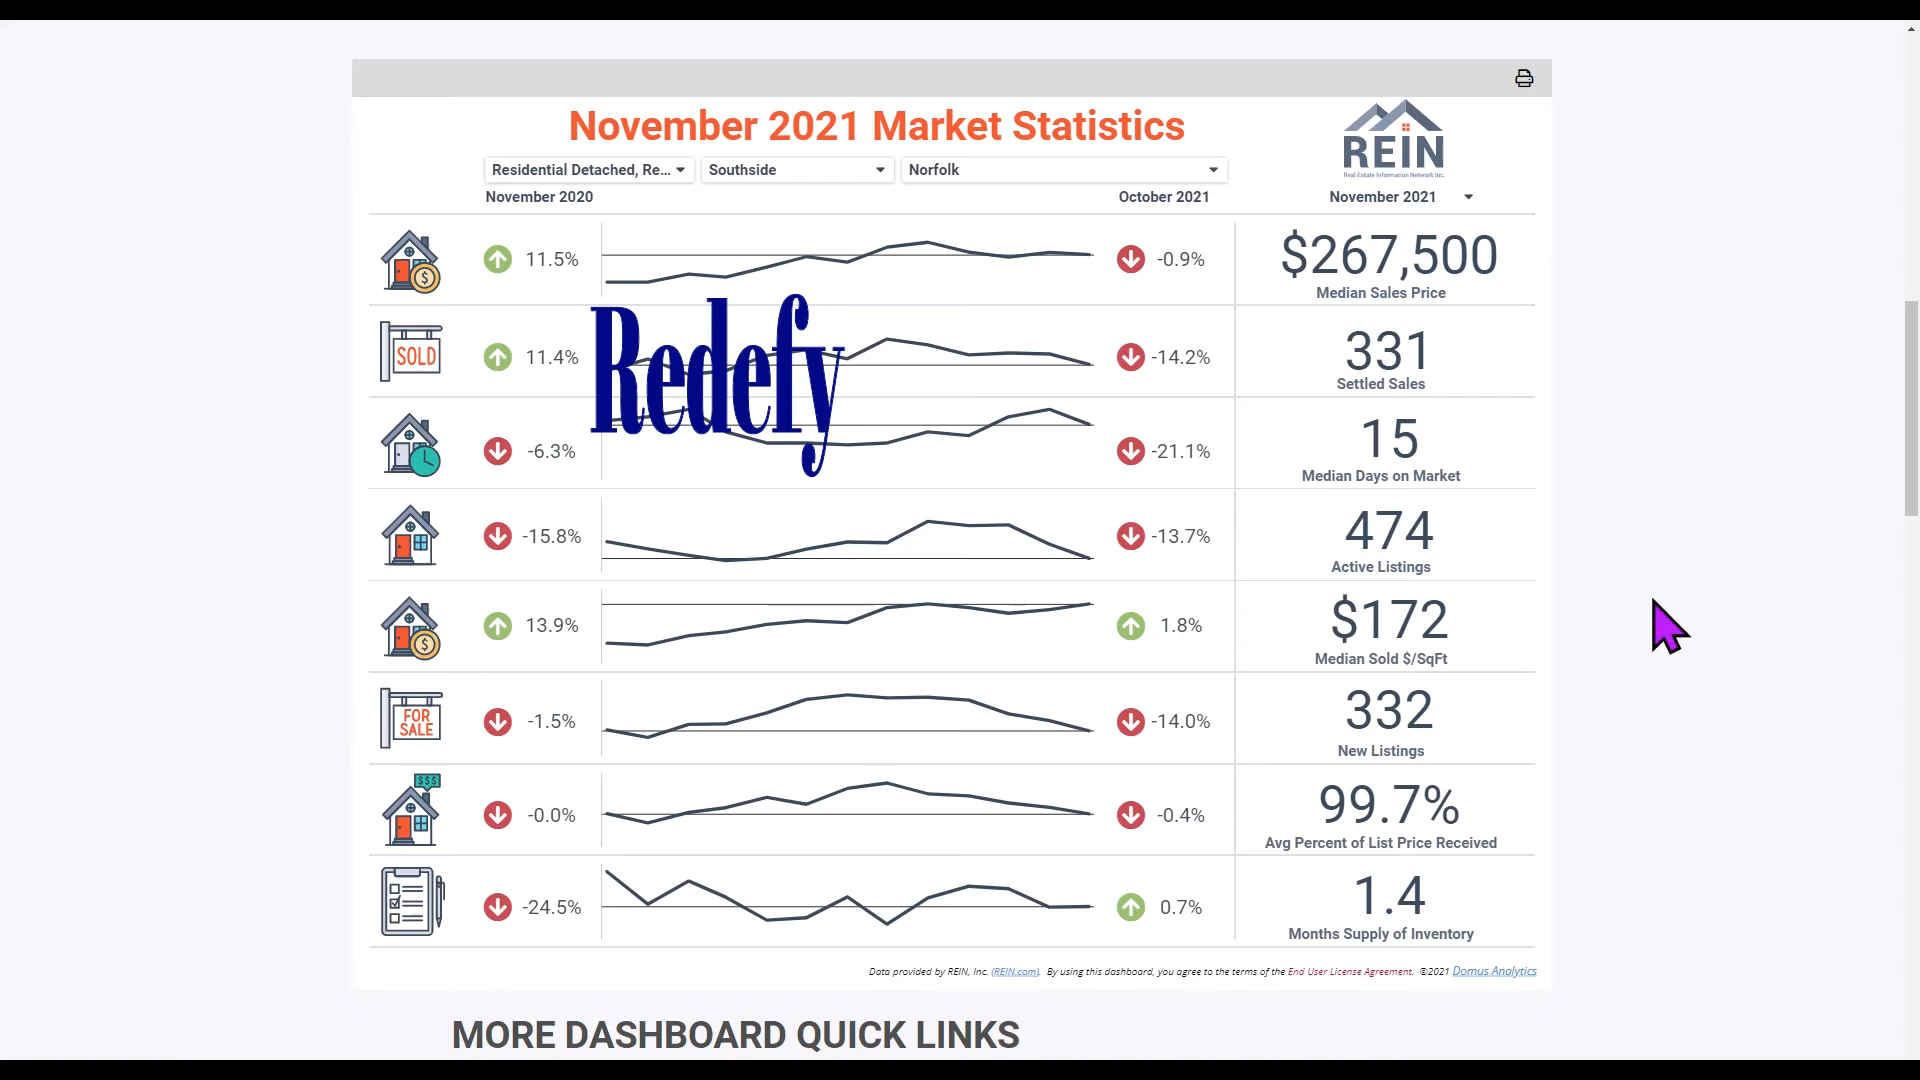 November 2021 Market Statistics
REIN
Real Estate Information Network Inc.
Residential Detached, Re... Southside Norfolk
November 2020 October 2021 November 2021
11.5% -0.9% $267,500
Median Sales Price
SOLD 11.4% -14.2% 331
Settled Sales
Redefy
-6.3% -21.1% 15
Median Days on Market
-15.8% -13.7% 474
Active Listings
$ 13.9% 1.8% $172
Median Sold $/SqFt
FOR SALE -1.5% -14.0% 332
New Listings
$$$ -0.0% -0.4% 99.7%
Avg Percent of List Price Received
-24.5% 0.7% 1.4
Months Supply of Inventory
Data provided by REIN, Inc. (REIN.com). By using this dashboard, you agree to the terms of the End User License Agreement. ©2021 Domus Analytics
MORE DASHBOARD QUICK LINKS